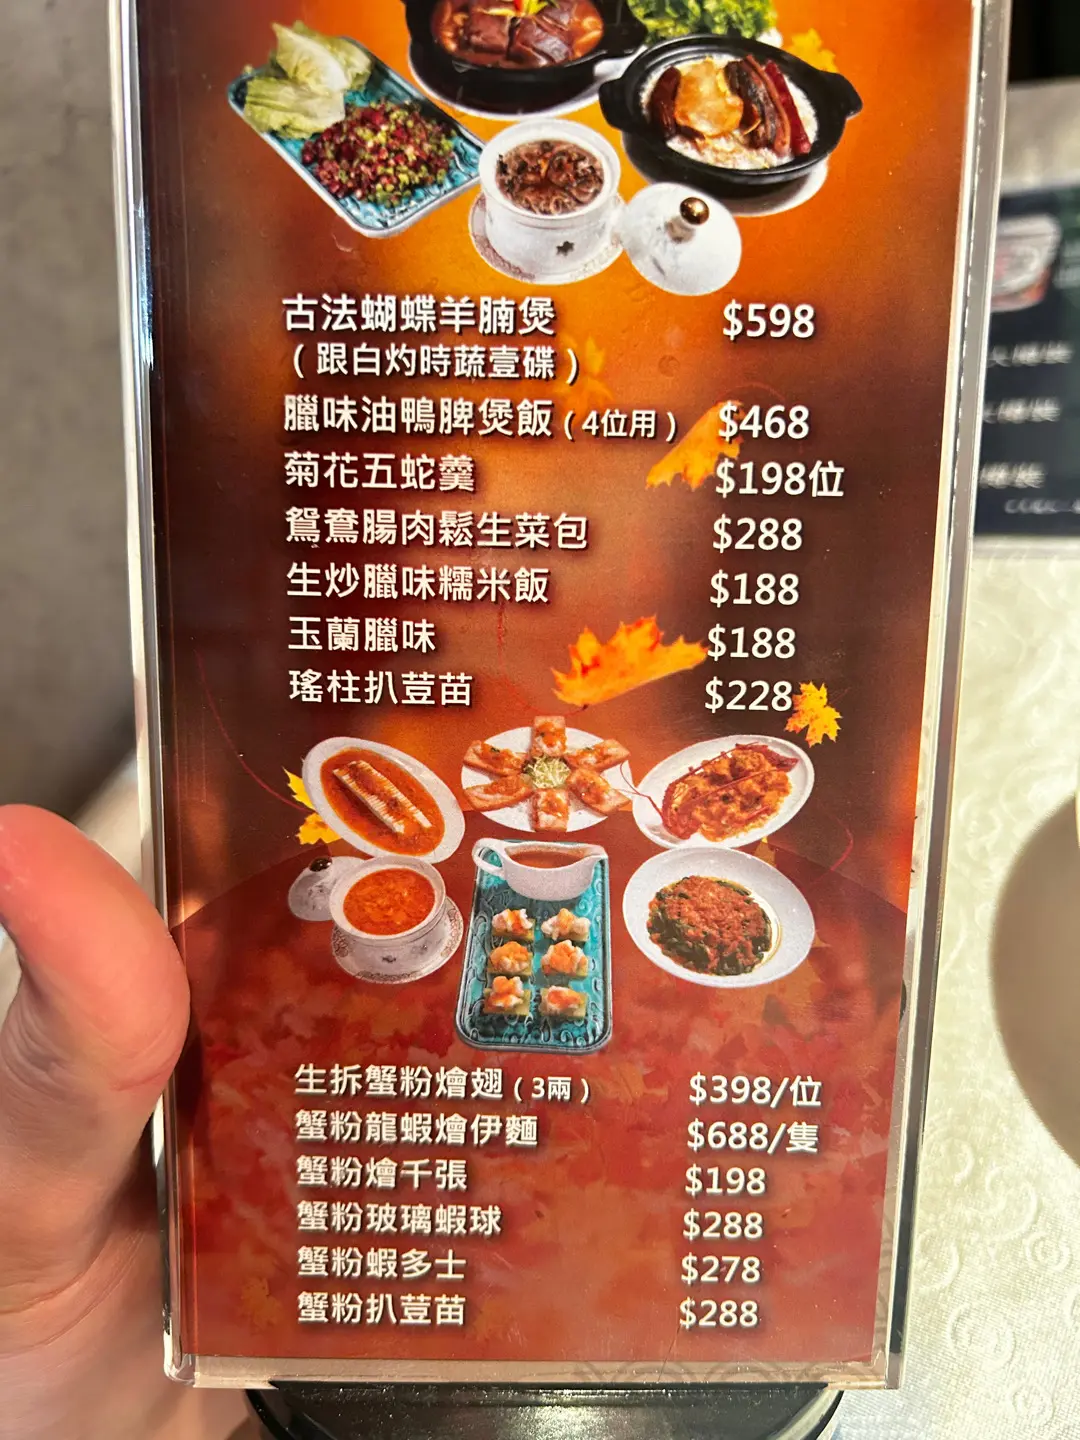 古法蝴蝶羊腩煲 $598
（跟白灼時蔬壹碟）
臘味油鴨脾煲飯（4位用） $468
菊花五蛇羹 $198位
鴛鴦腸肉鬆生菜包 $288
生炒臘味糯米飯 $188
玉蘭臘味 $188
瑤柱扒荳苗 $228
生拆蟹粉燴翅（3兩） $398/位
蟹粉龍蝦燴伊麵 $688/隻
蟹粉燴千張 $198
蟹粉玻璃蝦球 $288
蟹粉蝦多士 $278
蟹粉扒荳苗 $288